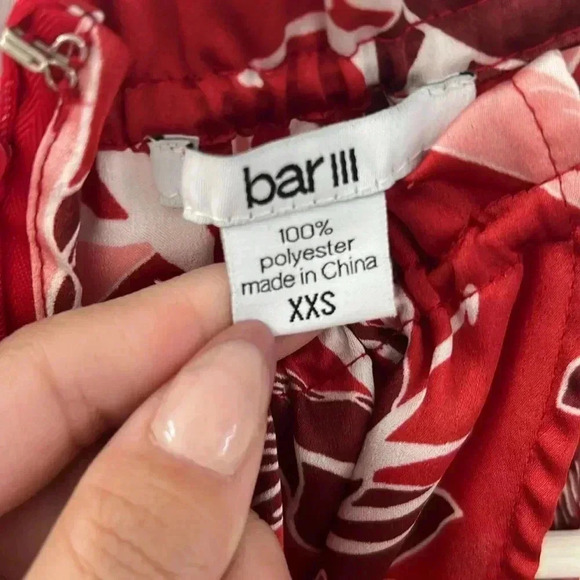 bar III
100%
polyester
made in China
XXS